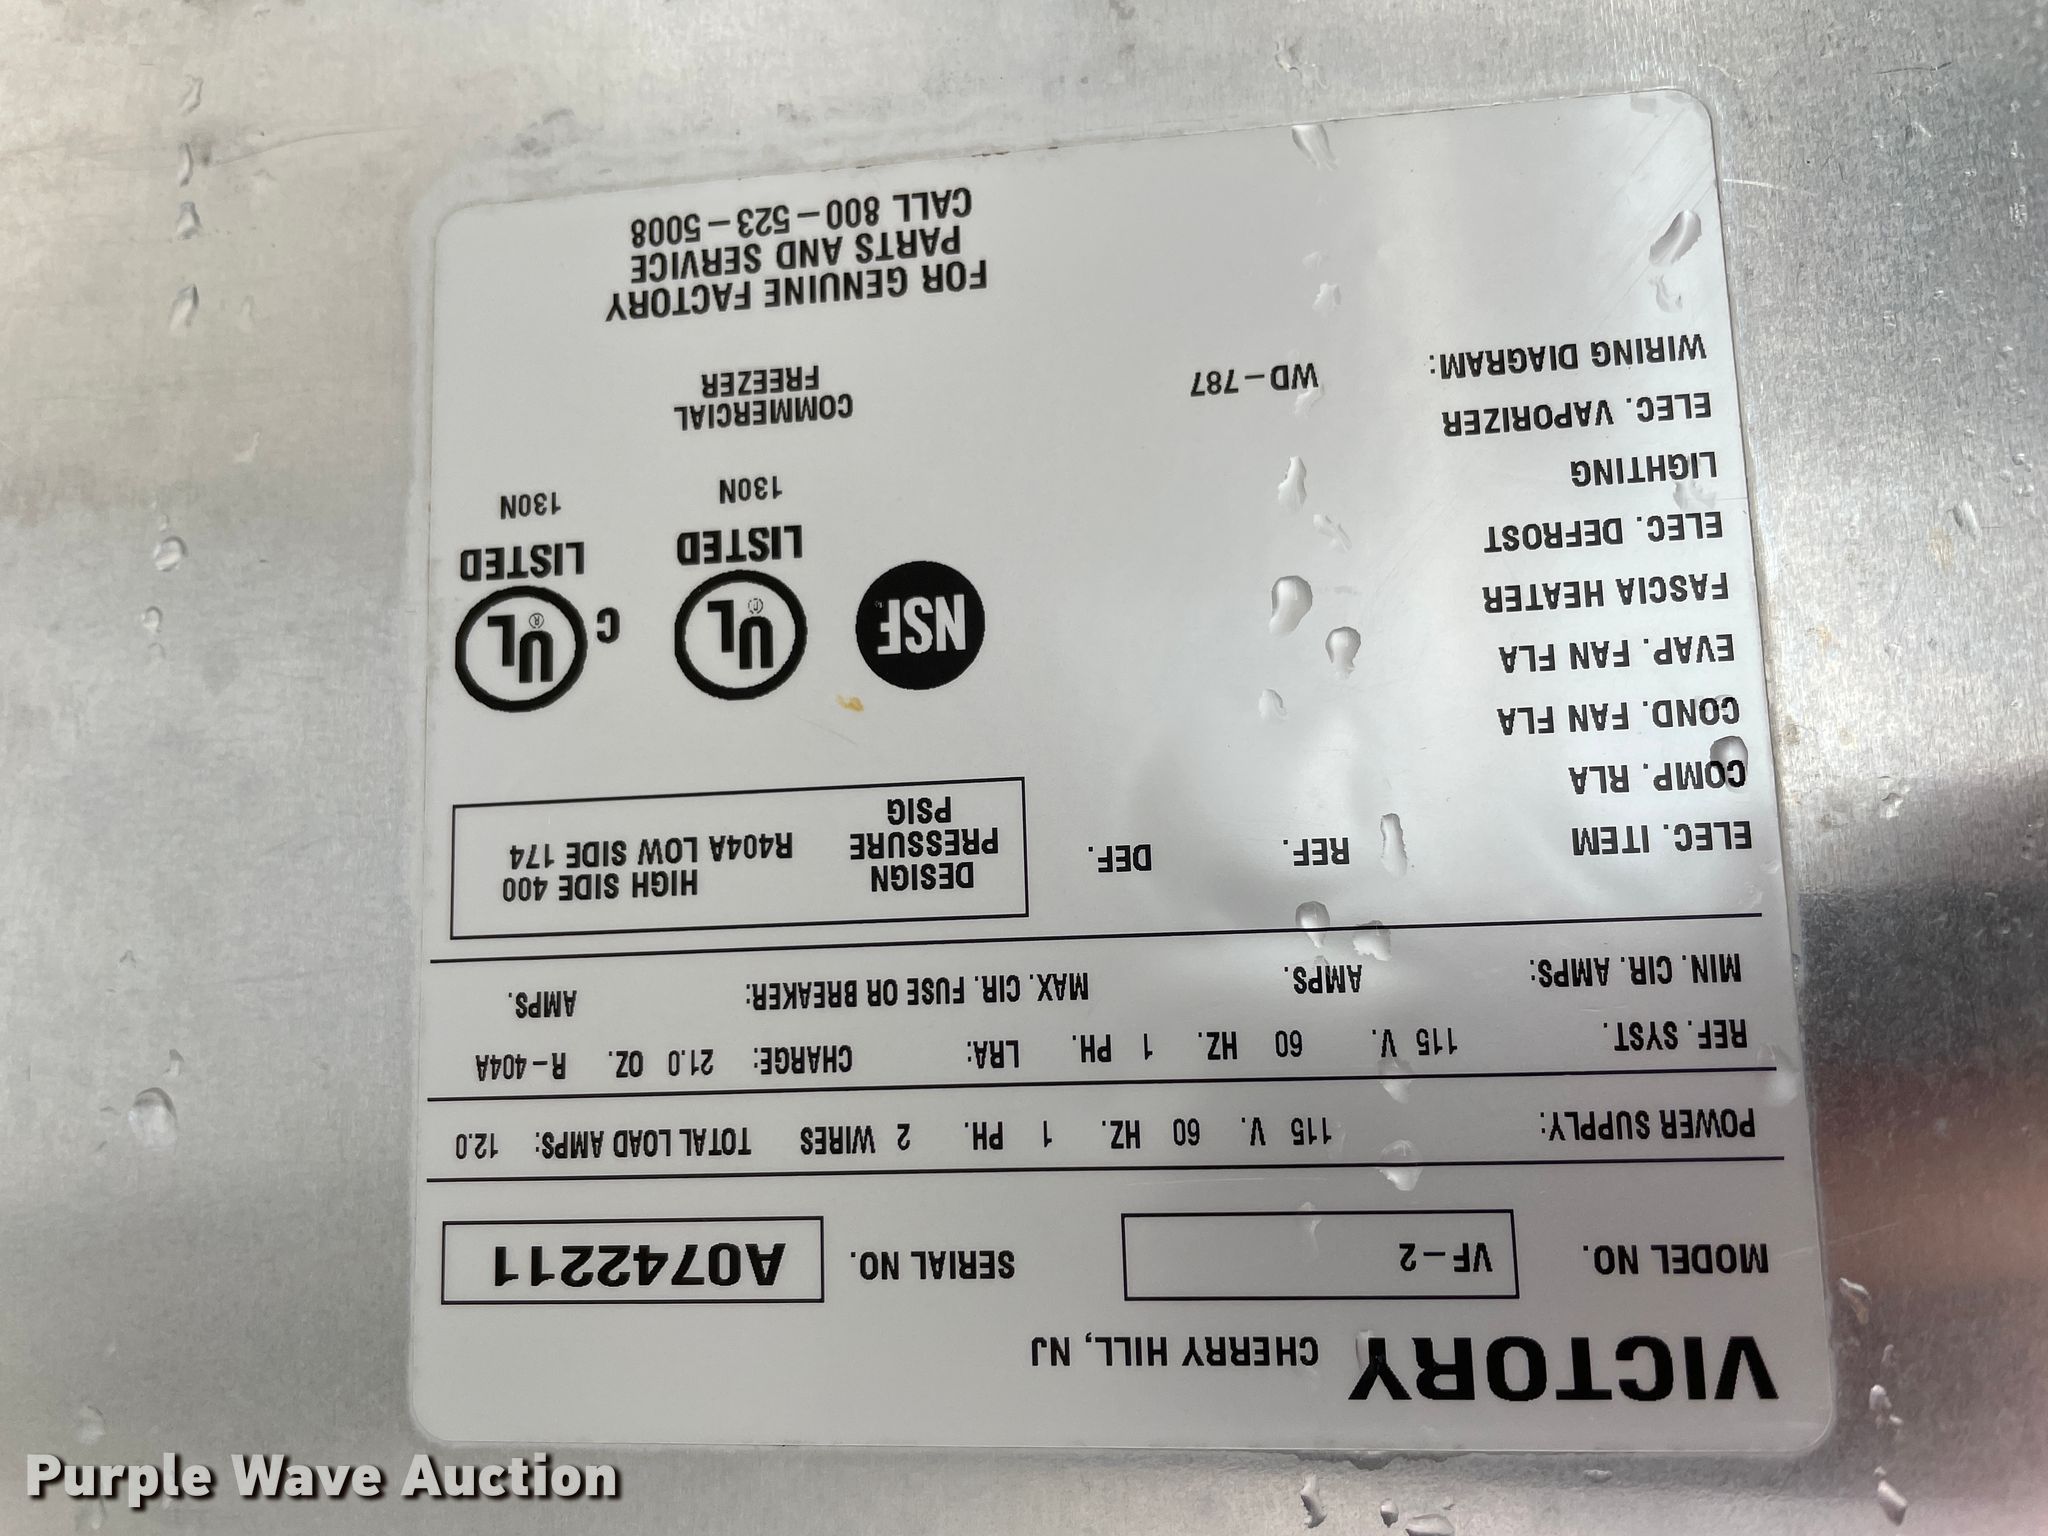 VICTORY CHERRY HILL, NJ
MODEL NO. VF-2 SERIAL NO. A0742211
POWER SUPPLY: 115 V. 60 HZ. 1 PH. 2 WIRES TOTAL LOAD AMPS: 12.0
REF. SYST. 115 V. 60 HZ. 1 PH. LRA: CHARGE: 21.0 OZ. R-404A
MIN. CIR. AMPS: AMPS. MAX. CIR. FUSE OR BREAKER: AMPS.
ELEC. ITEM REF. DEF.
COMP. RLA
COND. FAN FLA
EVAP. FAN FLA
FASCIA HEATER
ELEC. DEFROST
LIGHTING
ELEC. VAPORIZER
WIRING DIAGRAM: WD-787
DESIGN
PRESSURE
PSIG
HIGH SIDE 400
R404A LOW SIDE 174
NSF
UL ®
LISTED
130N
C UL ®
LISTED
130N
COMMERCIAL
FREEZER
FOR GENUINE FACTORY
PARTS AND SERVICE
CALL 800-523-5008
Purple Wave Auction